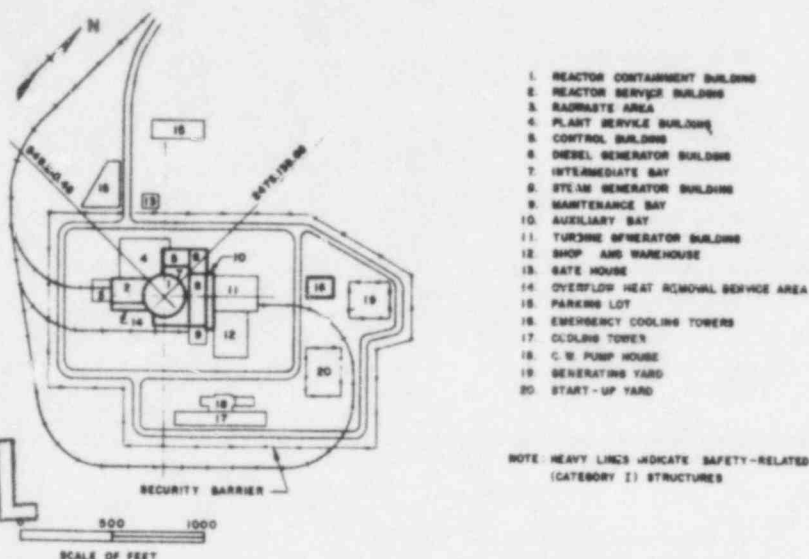 N
1. REACTOR CONTAINMENT BUILDING
2. REACTOR SERVICE BUILDING
3. RADWASTE AREA
4. PLANT SERVICE BUILDING
5. CONTROL BUILDING
6. DIESEL GENERATOR BUILDING
7. INTERMEDIATE BAY
8. STEAM GENERATOR BUILDING
9. MAINTENANCE BAY
10. AUXILIARY BAY
11. TURBINE GENERATOR BUILDING
12. SHOP AND WAREHOUSE
13. GATE HOUSE
14. OVERFLOW HEAT REMOVAL SERVICE AREA
15. PARKING LOT
16. EMERGENCY COOLING TOWERS
17. COOLING TOWER
18. C.W. PUMP HOUSE
19. GENERATING YARD
20. START-UP YARD
NOTE: HEAVY LINES INDICATE SAFETY-RELATED
(CATEGORY I) STRUCTURES
15
15
13
4
5
6
10
7
1
2
3
8
11
16
19
14
9
12
20
18
17
SECURITY BARRIER
0 500 1000
SCALE OF FEET